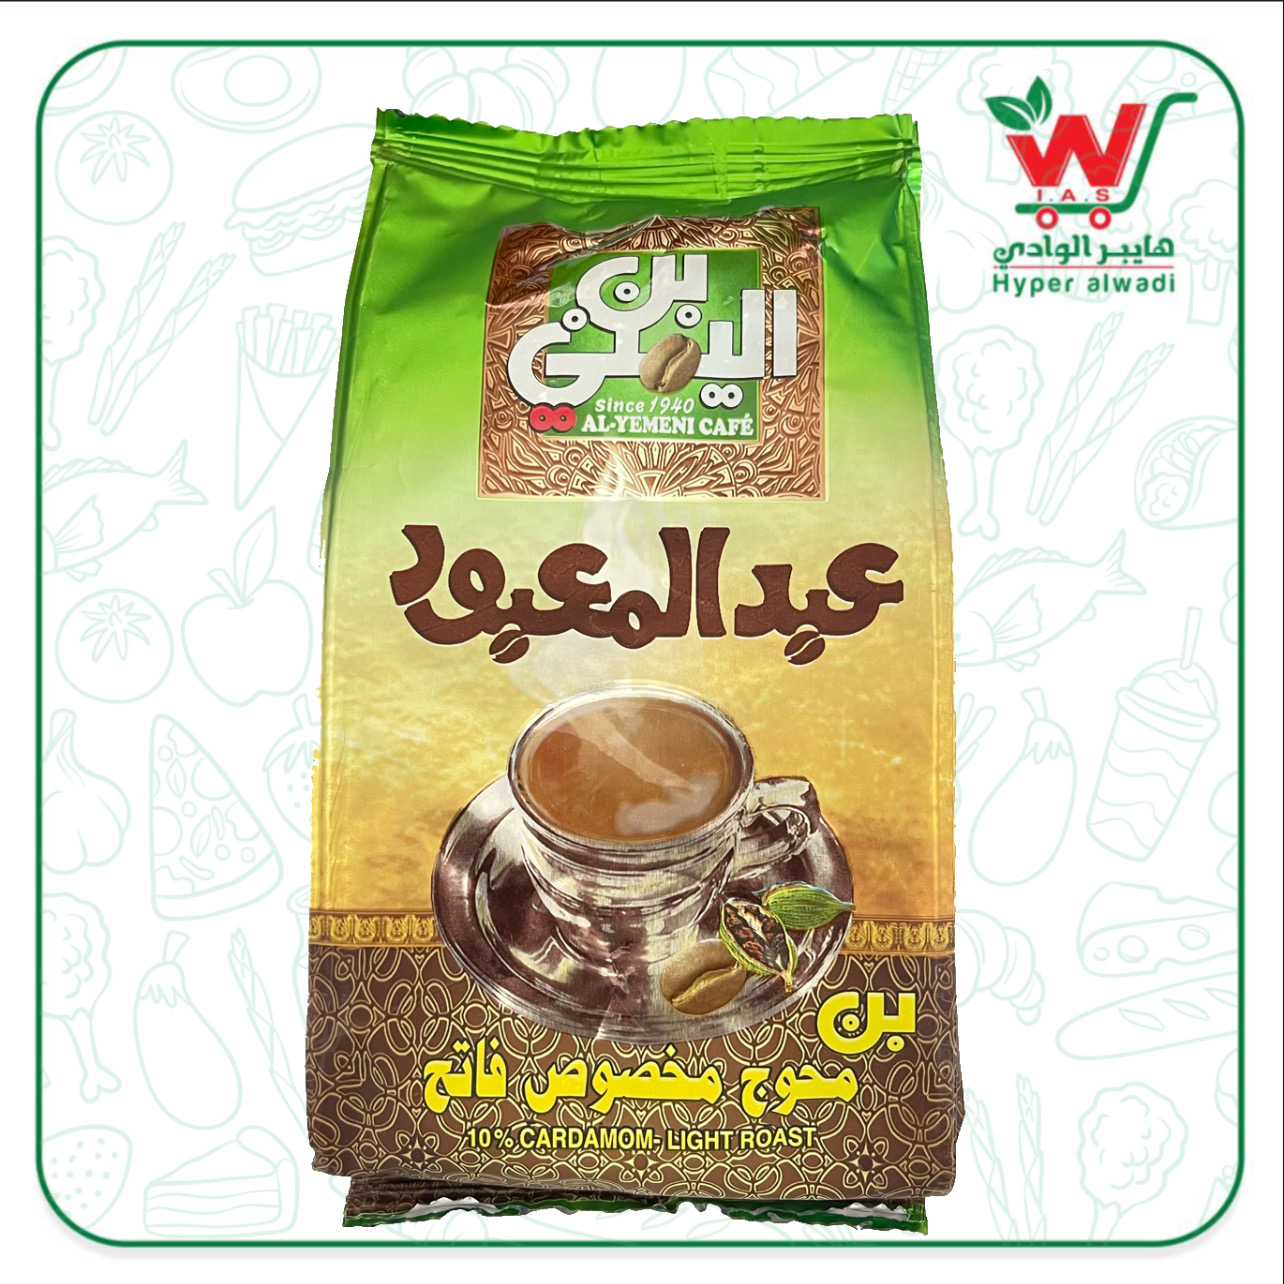 W
I.A.S
هايبر الوادي
Hyper alwadi
بن
اليمني
Since 1940
AL-YEMENI CAFÉ
عبد المعبود
بن
محوج مخصوص فاتح
10% CARDAMOM- LIGHT ROAST